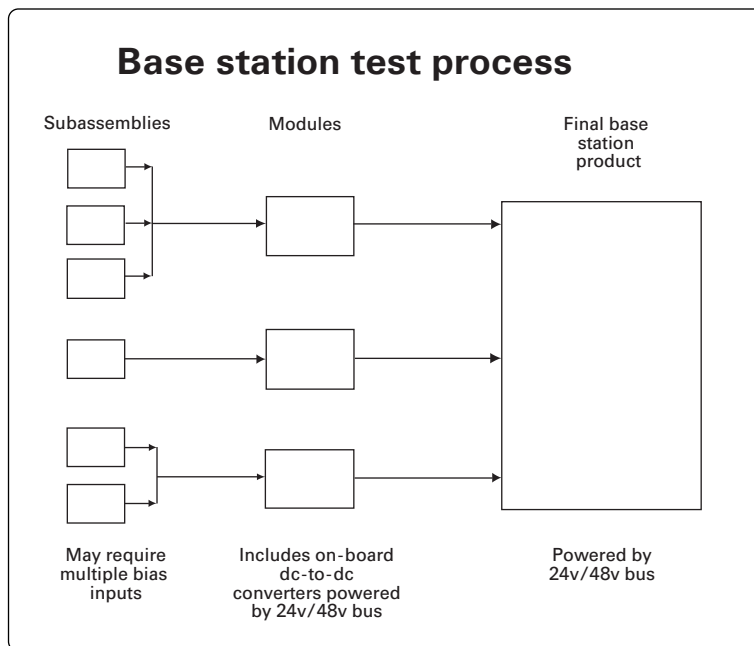 Base station test process
Subassemblies
Modules
Final base
station
product
May require
multiple bias
inputs
Includes on-board
dc-to-dc
converters powered
by 24v/48v bus
Powered by
24v/48v bus